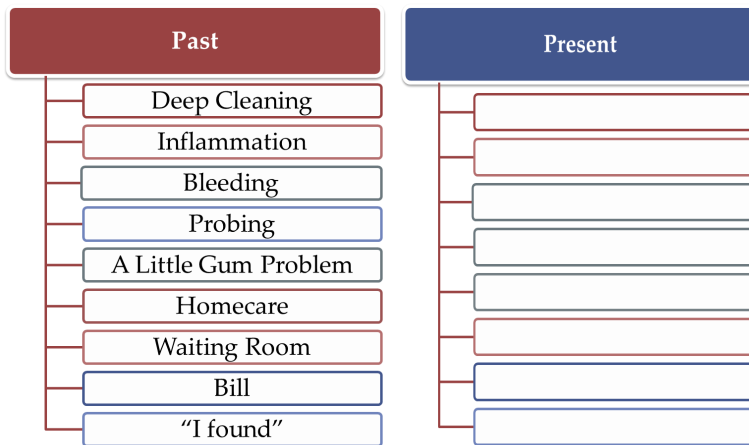 Past
Present
Deep Cleaning
Inflammation
Bleeding
Probing
A Little Gum Problem
Homecare
Waiting Room
Bill
“I found”